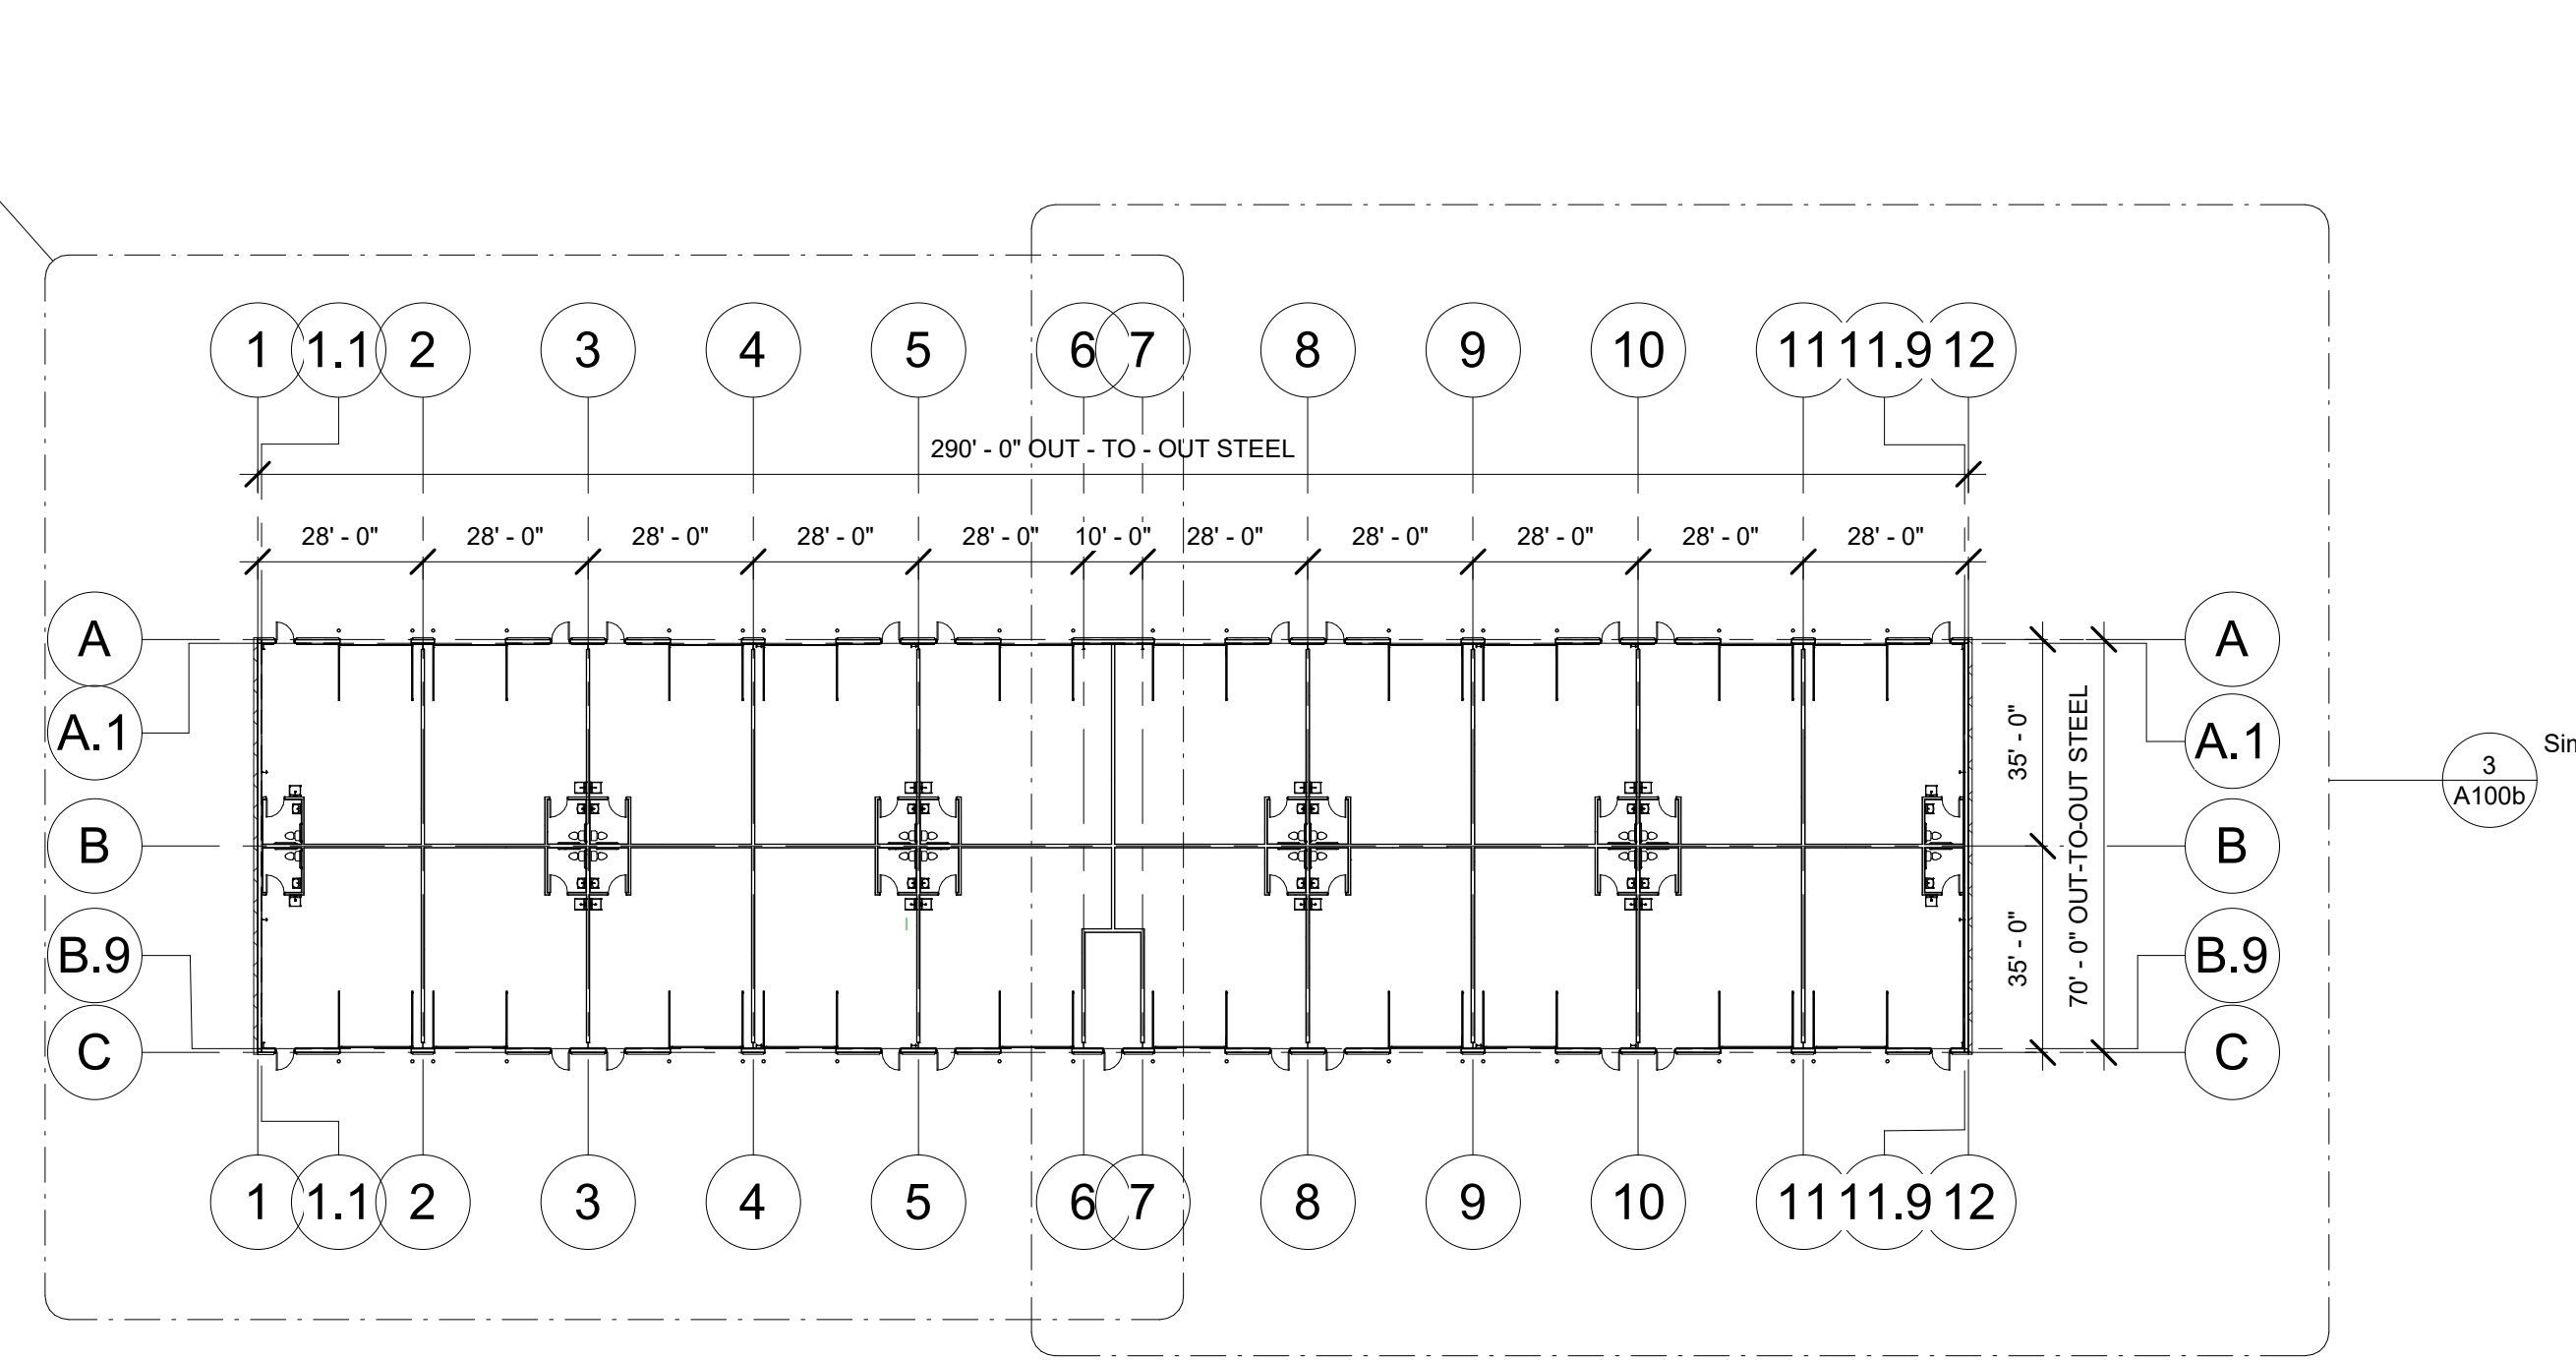 1 1.1 2 3 4 5 6 7 8 9 10 11 11.9 12
290' - 0" OUT - TO - OUT STEEL
28' - 0" 28' - 0" 28' - 0" 28' - 0" 28' - 0" 10' - 0" 28' - 0" 28' - 0" 28' - 0" 28' - 0" 28' - 0"
A
A.1
B
B.9
C
35' - 0"
35' - 0"
70' - 0" OUT-TO-OUT STEEL
A
A.1
B
B.9
C
3
A100b
Sin
1 1.1 2 3 4 5 6 7 8 9 10 11 11.9 12